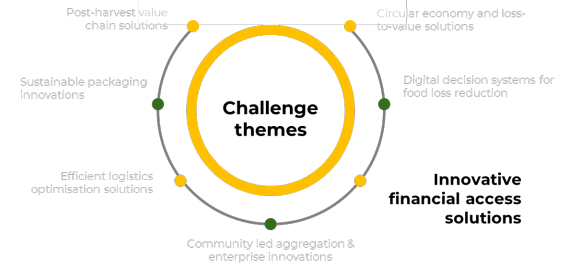 Post-harvest value
chain solutions
Circular economy and loss-
to-value solutions
Sustainable packaging
innovations
Digital decision systems for
food loss reduction
Challenge
themes
Efficient logistics
optimisation solutions
Innovative
financial access
solutions
Community led aggregation &
enterprise innovations